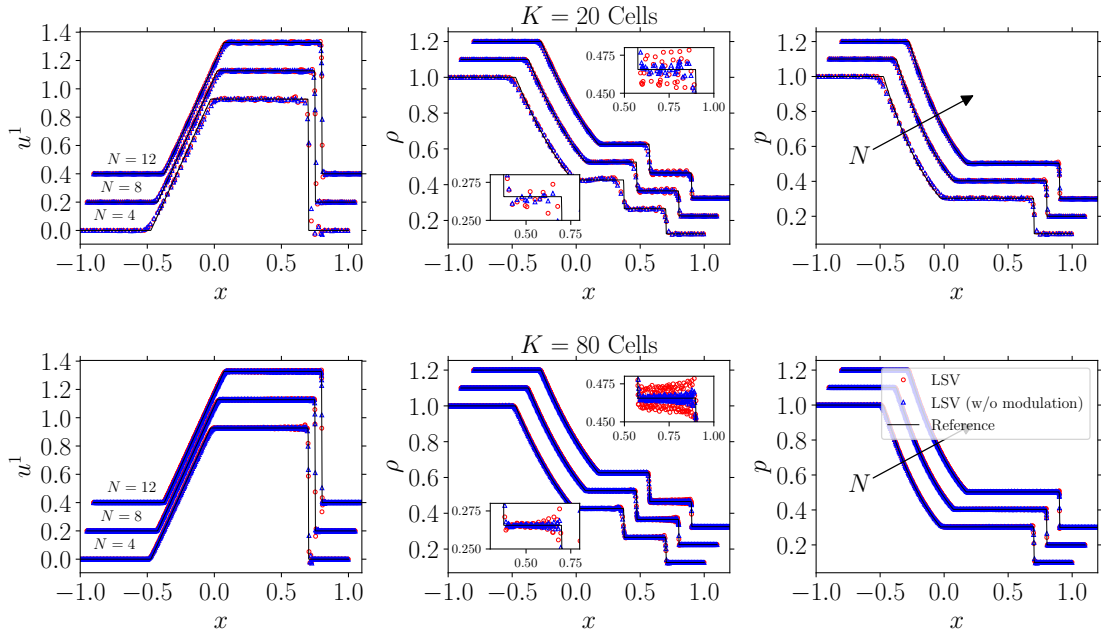 K = 20 Cells
1.4
1.2
1.0
0.8
0.6
0.4
0.2
0.0
u¹
N = 12
N = 8
N = 4
−1.0 −0.5 0.0 0.5 1.0
x
1.2
1.0
0.8
0.6
0.4
0.2
ρ
0.475
0.450
0.50 0.75 1.00
0.275
0.250
0.50 0.75
−1.0 −0.5 0.0 0.5 1.0
x
1.2
1.0
0.8
0.6
0.4
0.2
0.0
p
N
−1.0 −0.5 0.0 0.5 1.0
x
K = 80 Cells
1.4
1.2
1.0
0.8
0.6
0.4
0.2
0.0
u¹
N = 12
N = 8
N = 4
−1.0 −0.5 0.0 0.5 1.0
x
1.2
1.0
0.8
0.6
0.4
0.2
ρ
0.475
0.450
0.50 0.75 1.00
0.275
0.250
0.50 0.75
−1.0 −0.5 0.0 0.5 1.0
x
1.2
1.0
0.8
0.6
0.4
0.2
0.0
p
LSV
LSV (w/o modulation)
Reference
N
−1.0 −0.5 0.0 0.5 1.0
x